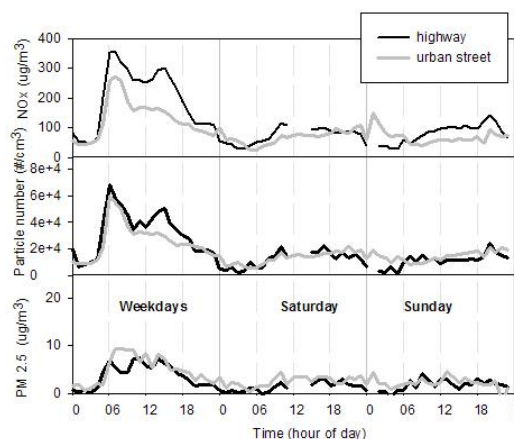 highway
urban street
NOx (ug/m3)
400
300
200
100
0
Particle number (#/cm3)
8e+4
6e+4
4e+4
2e+4
0
PM 2.5 (ug/m3)
20
10
0
Weekdays
Saturday
Sunday
0 06 12 18 0 06 12 18 0 06 12 18
Time (hour of day)